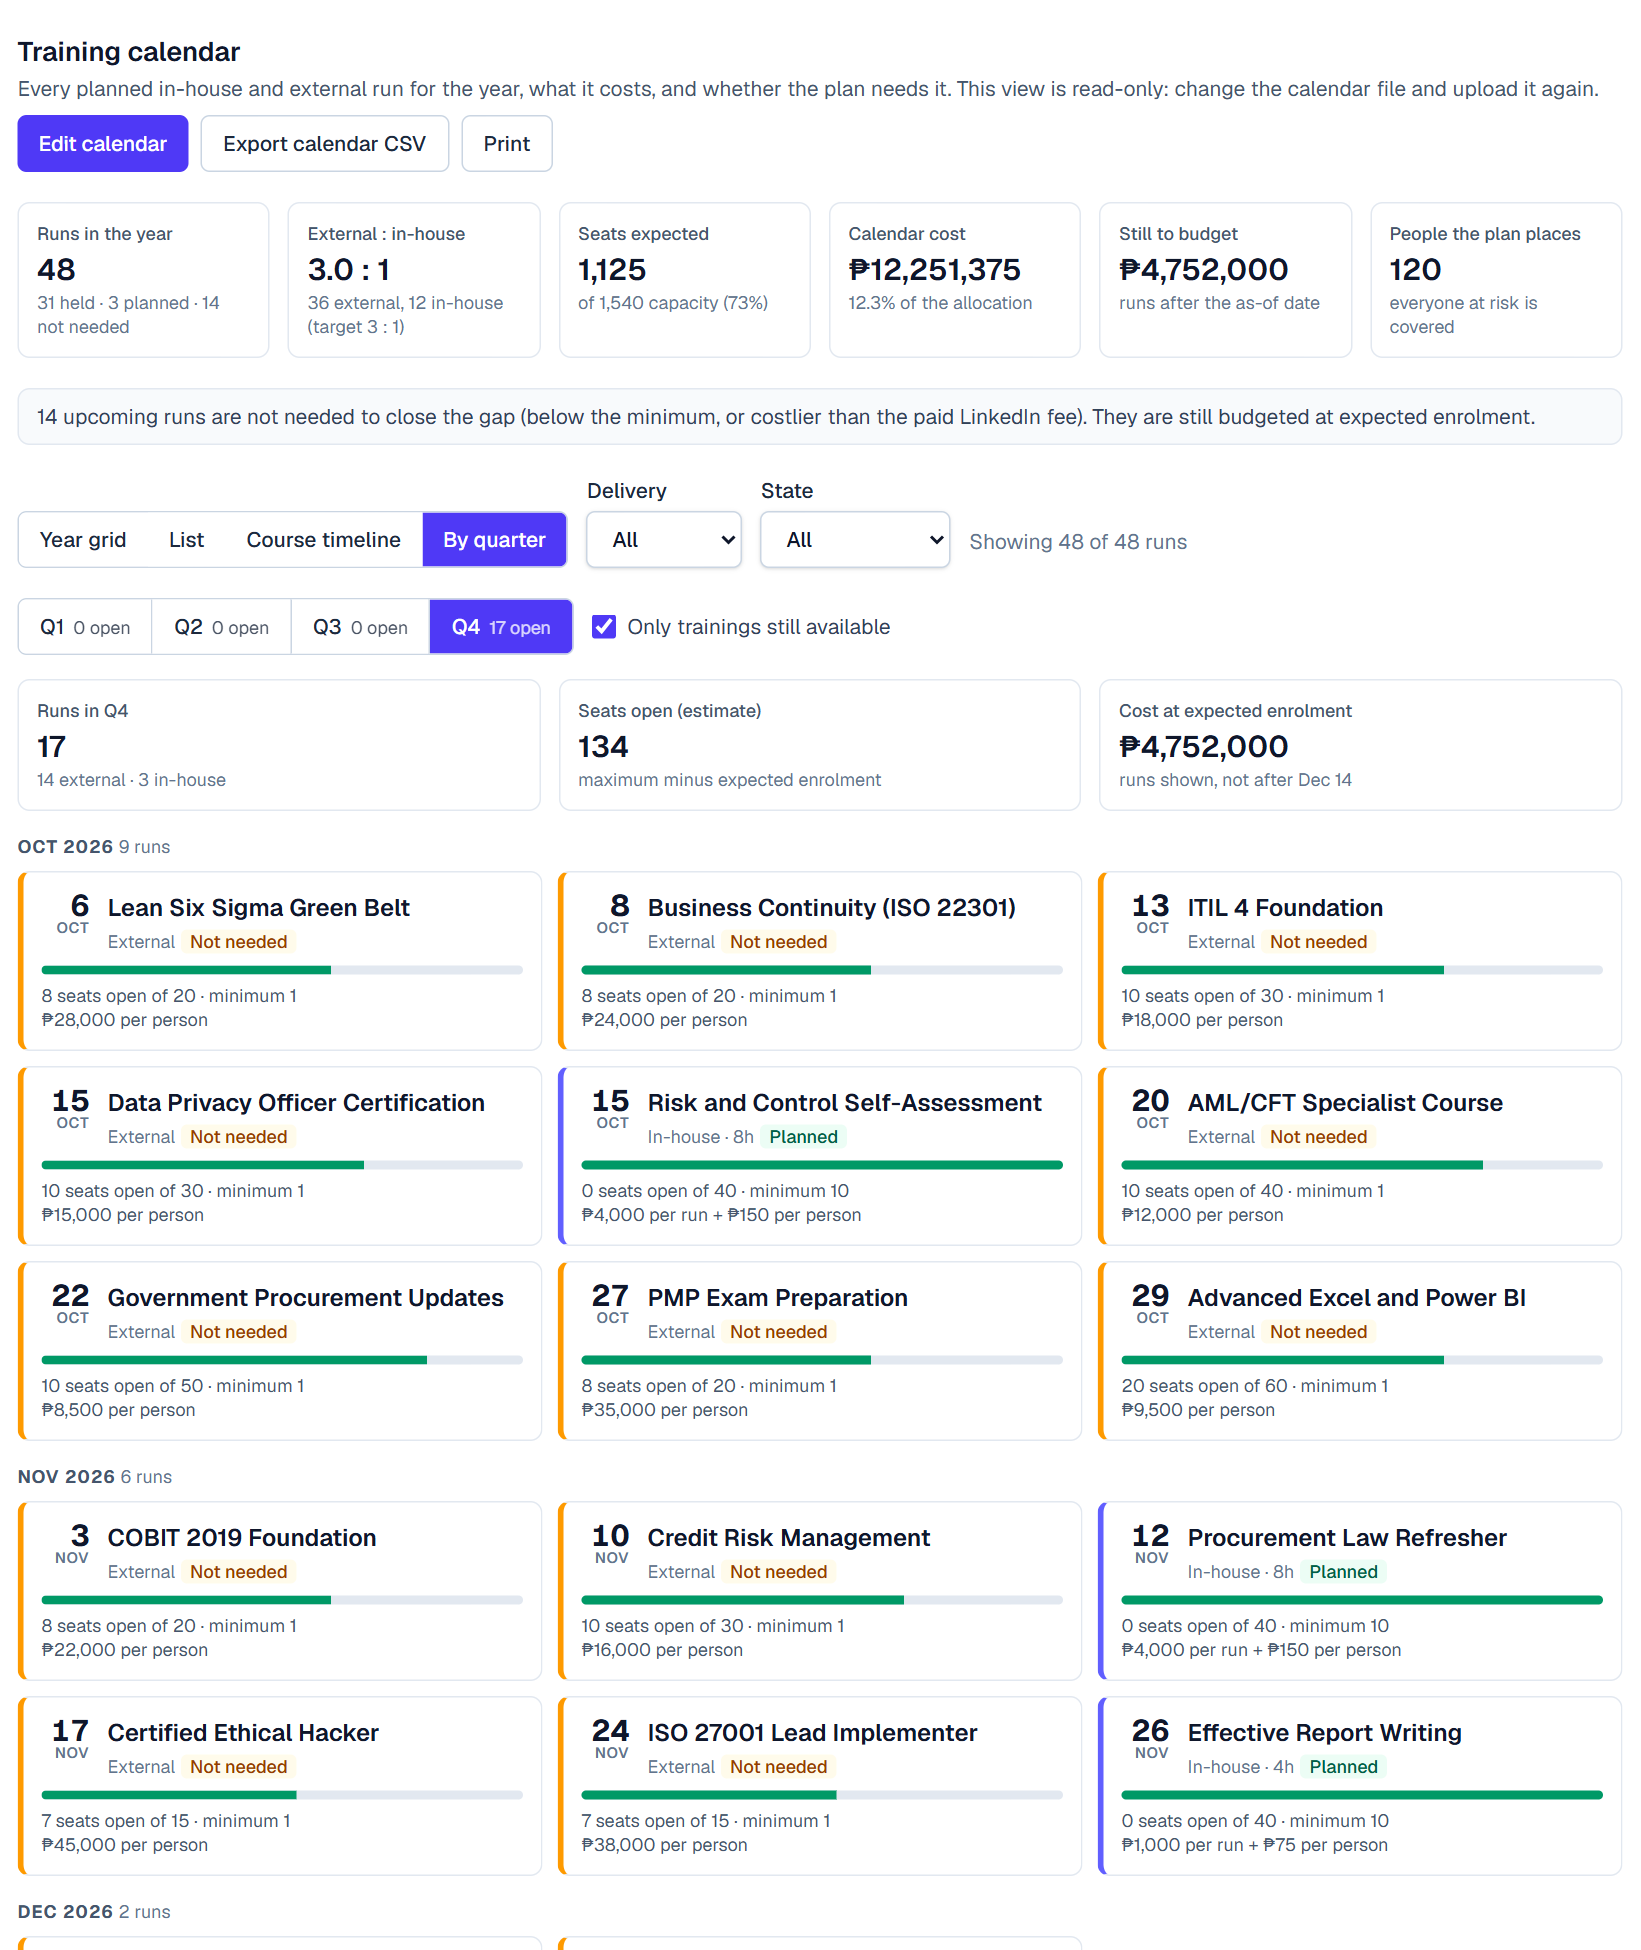 Training calendar
Every planned in-house and external run for the year, what it costs, and whether the plan needs it. This view is read-only: change the calendar file and upload it again.
Edit calendar
Export calendar CSV
Print
Runs in the year
48
31 held · 3 planned · 14
not needed
External : in-house
3.0 : 1
36 external, 12 in-house
(target 3 : 1)
Seats expected
1,125
of 1,540 capacity (73%)
Calendar cost
₱12,251,375
12.3% of the allocation
Still to budget
₱4,752,000
runs after the as-of date
People the plan places
120
everyone at risk is
covered
14 upcoming runs are not needed to close the gap (below the minimum, or costlier than the paid LinkedIn fee). They are still budgeted at expected enrolment.
Year grid
List
Course timeline
By quarter
Delivery
All
State
All
Showing 48 of 48 runs
Q1 0 open
Q2 0 open
Q3 0 open
Q4 17 open
Only trainings still available
Runs in Q4
17
14 external · 3 in-house
Seats open (estimate)
134
maximum minus expected enrolment
Cost at expected enrolment
₱4,752,000
runs shown, not after Dec 14
OCT 2026 9 runs
6 OCT
Lean Six Sigma Green Belt
External Not needed
8 seats open of 20 · minimum 1
₱28,000 per person
8 OCT
Business Continuity (ISO 22301)
External Not needed
8 seats open of 20 · minimum 1
₱24,000 per person
13 OCT
ITIL 4 Foundation
External Not needed
10 seats open of 30 · minimum 1
₱18,000 per person
15 OCT
Data Privacy Officer Certification
External Not needed
10 seats open of 30 · minimum 1
₱15,000 per person
15 OCT
Risk and Control Self-Assessment
In-house · 8h Planned
0 seats open of 40 · minimum 10
₱4,000 per run + ₱150 per person
20 OCT
AML/CFT Specialist Course
External Not needed
10 seats open of 40 · minimum 1
₱12,000 per person
22 OCT
Government Procurement Updates
External Not needed
10 seats open of 50 · minimum 1
₱8,500 per person
27 OCT
PMP Exam Preparation
External Not needed
8 seats open of 20 · minimum 1
₱35,000 per person
29 OCT
Advanced Excel and Power BI
External Not needed
20 seats open of 60 · minimum 1
₱9,500 per person
NOV 2026 6 runs
3 NOV
COBIT 2019 Foundation
External Not needed
8 seats open of 20 · minimum 1
₱22,000 per person
10 NOV
Credit Risk Management
External Not needed
10 seats open of 30 · minimum 1
₱16,000 per person
12 NOV
Procurement Law Refresher
In-house · 8h Planned
0 seats open of 40 · minimum 10
₱4,000 per run + ₱150 per person
17 NOV
Certified Ethical Hacker
External Not needed
7 seats open of 15 · minimum 1
₱45,000 per person
24 NOV
ISO 27001 Lead Implementer
External Not needed
7 seats open of 15 · minimum 1
₱38,000 per person
26 NOV
Effective Report Writing
In-house · 4h Planned
0 seats open of 40 · minimum 10
₱1,000 per run + ₱75 per person
DEC 2026 2 runs